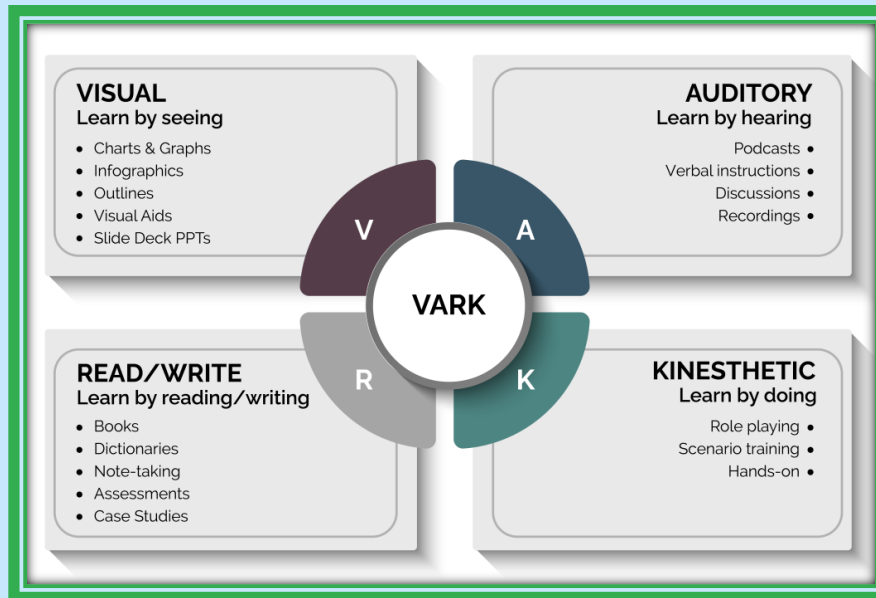 VISUAL
Learn by seeing
• Charts & Graphs
• Infographics
• Outlines
• Visual Aids
• Slide Deck PPTs
AUDITORY
Learn by hearing
Podcasts •
Verbal instructions •
Discussions •
Recordings •
V
A
VARK
R
K
READ/WRITE
Learn by reading/writing
• Books
• Dictionaries
• Note-taking
• Assessments
• Case Studies
KINESTHETIC
Learn by doing
Role playing •
Scenario training •
Hands-on •